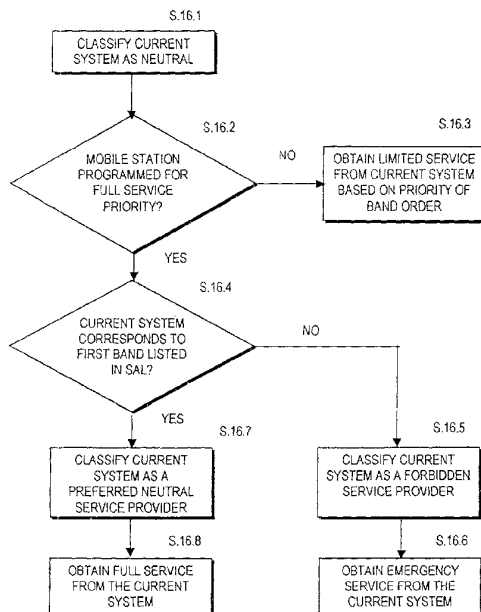 S.16.1
CLASSIFY CURRENT
SYSTEM AS NEUTRAL
S.16.2
MOBILE STATION
PROGRAMMED FOR
FULL SERVICE
PRIORITY?
NO
S.16.3
OBTAIN LIMITED SERVICE
FROM CURRENT SYSTEM
BASED ON PRIORITY OF
BAND ORDER
YES
S.16.4
CURRENT SYSTEM
CORRESPONDS TO
FIRST BAND LISTED
IN SAL?
NO
YES
S.16.7
CLASSIFY CURRENT
SYSTEM AS A
PREFERRED NEUTRAL
SERVICE PROVIDER
S.16.5
CLASSIFY CURRENT
SYSTEM AS A FORBIDDEN
SERVICE PROVIDER
S.16.8
OBTAIN FULL SERVICE
FROM THE CURRENT
SYSTEM
S.16.6
OBTAIN EMERGENCY
SERVICE FROM THE
CURRENT SYSTEM